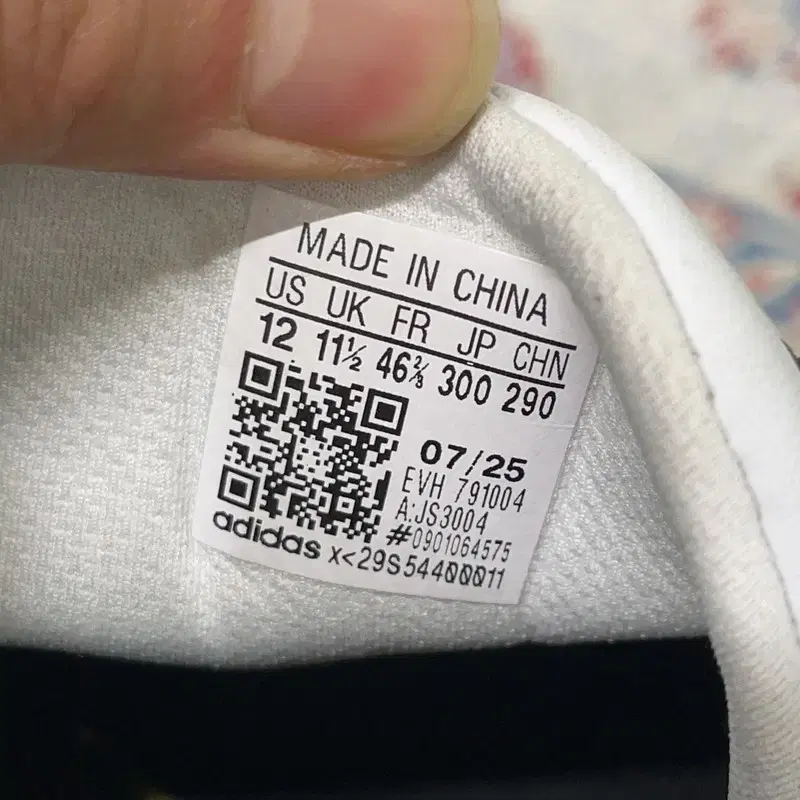 MADE IN CHINA
US UK FR JP CHN
12 11½ 46⅔ 300 290
07/25
EVH 791004
A:JS3004
#0901064575
adidas X<29S54400011